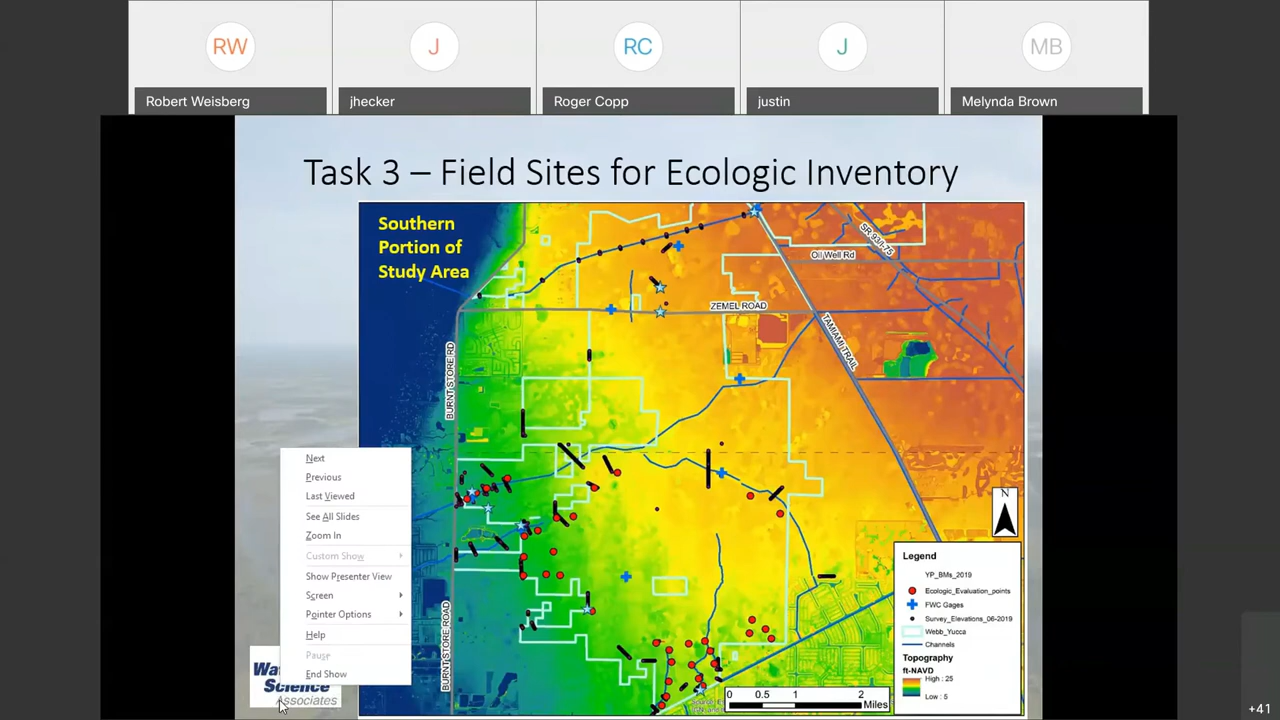 RW
J
RC
J
MB
Robert Weisberg
jhecker
Roger Copp
justin
Melynda Brown
Task 3 – Field Sites for Ecologic Inventory
Southern
Portion of
Study Area
SR 93/I-75
Oil Well Rd
ZEMEL ROAD
TAMIAMI TRAIL
BURNT STORE RD
BURNT STORE ROAD
Next
Previous
Last Viewed
See All Slides
Zoom In
Custom Show
Show Presenter View
Screen
Pointer Options
Help
Pause
End Show
Wat
Science
Associates
N
Legend
YP_BMs_2019
Ecologic_Evaluation_points
FWC Gages
Survey_Elevations_06-2019
Webb_Yucca
Channels
Topography
ft-NAVD
High : 25
Low : 5
0 0.5 1 2
Miles
+41